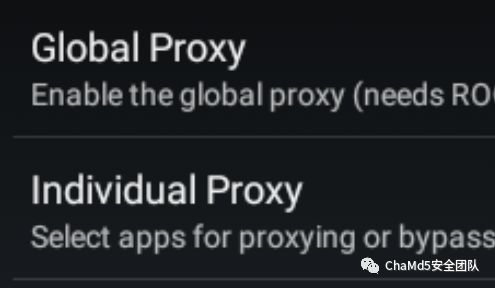 Global Proxy
Enable the global proxy (needs
Individual Proxy
Select apps for proxying or bypass
ChaMd5安全团队